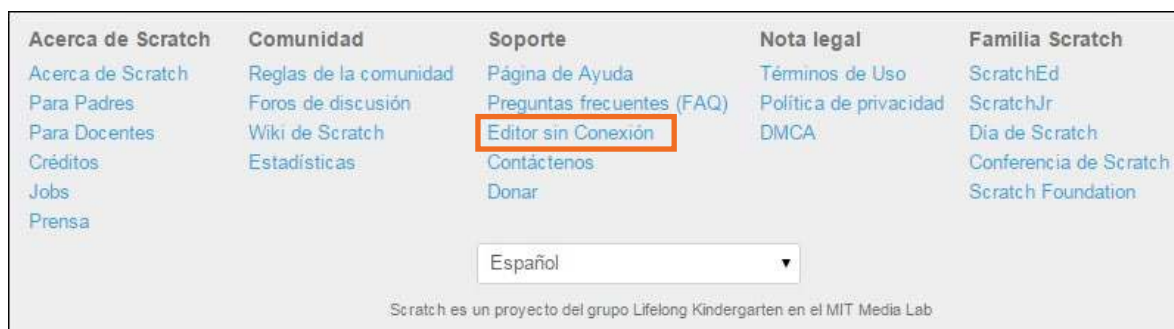 Acerca de Scratch
Acerca de Scratch
Para Padres
Para Docentes
Créditos
Jobs
Prensa
Comunidad
Reglas de la comunidad
Foros de discusión
Wiki de Scratch
Estadísticas
Soporte
Página de Ayuda
Preguntas frecuentes (FAQ)
Editor sin Conexión
Contáctenos
Donar
Nota legal
Términos de Uso
Política de privacidad
DMCA
Familia Scratch
ScratchEd
ScratchJr
Día de Scratch
Conferencia de Scratch
Scratch Foundation
Español
Scratch es un proyecto del grupo Lifelong Kindergarten en el MIT Media Lab